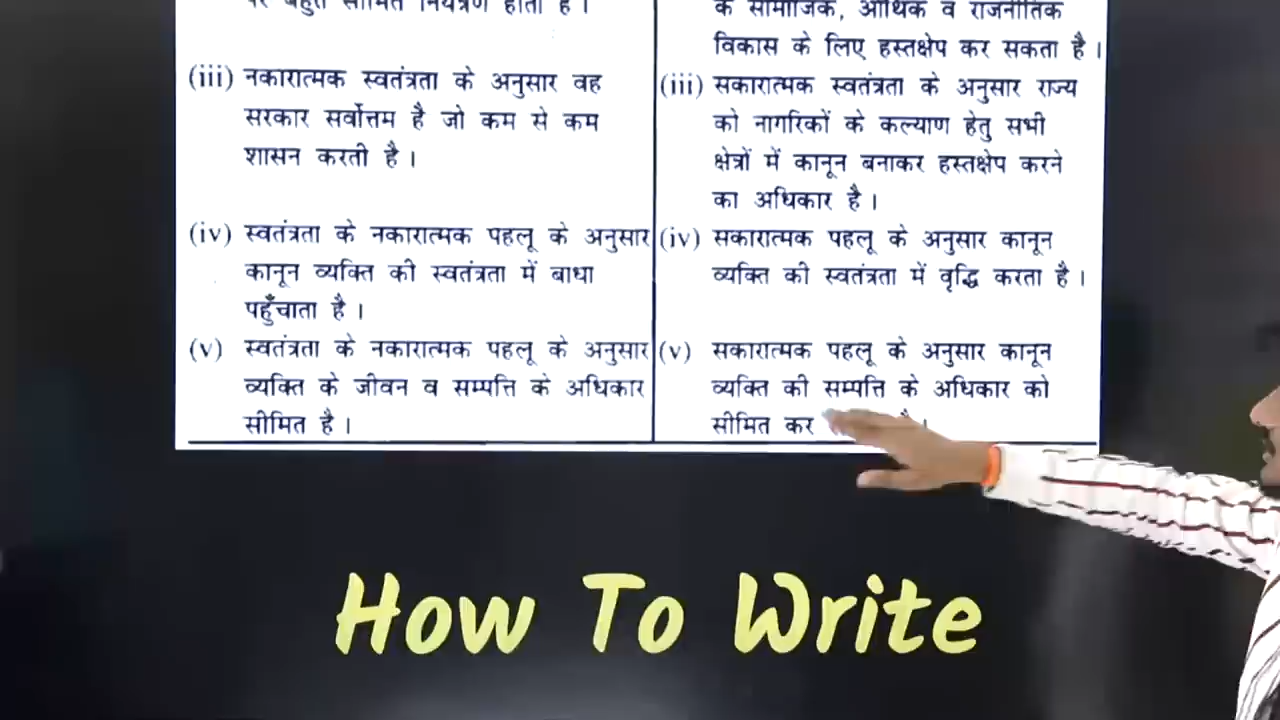 पर बहुत सीमित नियंत्रण होता है ।
(iii) नकारात्मक स्वतंत्रता के अनुसार वह
सरकार सर्वोत्तम है जो कम से कम
शासन करती है ।
(iv) स्वतंत्रता के नकारात्मक पहलू के अनुसार
कानून व्यक्ति की स्वतंत्रता में बाधा
पहुँचाता है ।
(v) स्वतंत्रता के नकारात्मक पहलू के अनुसार
व्यक्ति के जीवन व सम्पत्ति के अधिकार
सीमित है ।
के सामाजिक, आर्थिक व राजनीतिक
विकास के लिए हस्तक्षेप कर सकता है ।
(iii) सकारात्मक स्वतंत्रता के अनुसार राज्य
को नागरिकों के कल्याण हेतु सभी
क्षेत्रों में कानून बनाकर हस्तक्षेप करने
का अधिकार है ।
(iv) सकारात्मक पहलू के अनुसार कानून
व्यक्ति की स्वतंत्रता में वृद्धि करता है ।
(v) सकारात्मक पहलू के अनुसार कानून
व्यक्ति की सम्पत्ति के अधिकार को
सीमित कर
How To Write